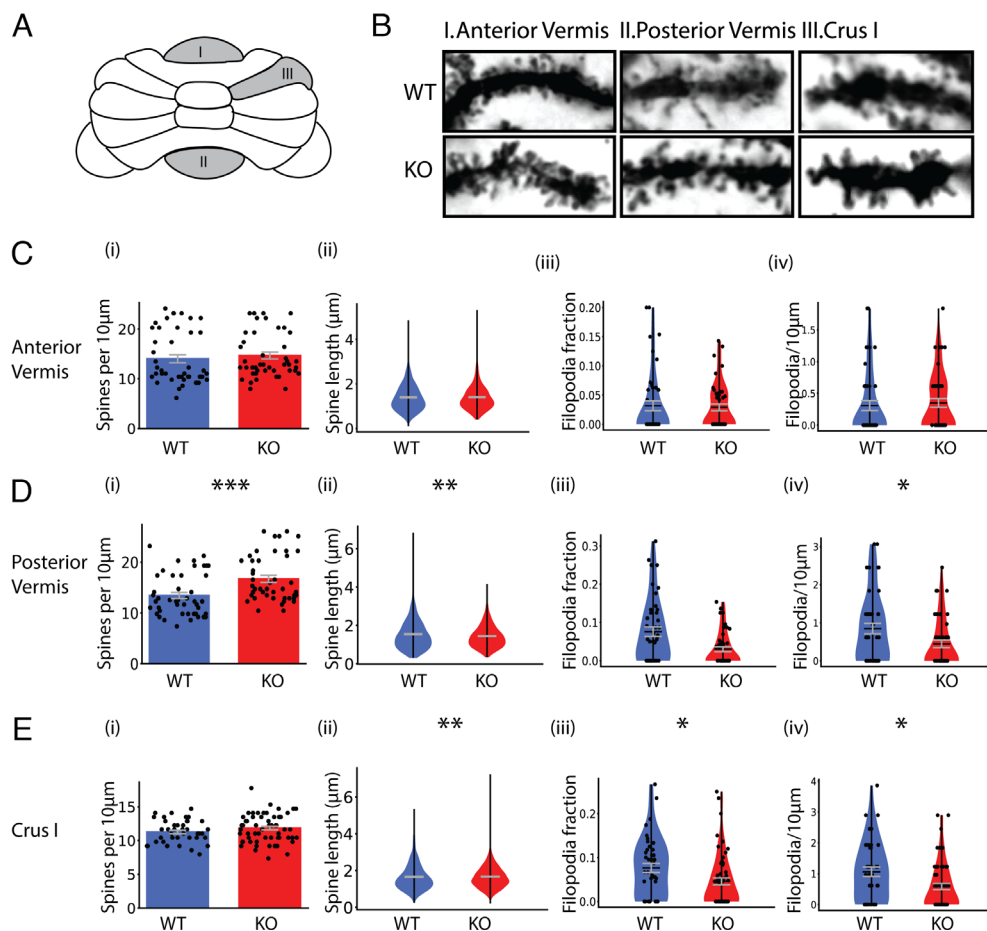 A
I
III
II
B
I.Anterior Vermis II.Posterior Vermis III.Crus I
WT
KO
C
(i) (ii) (iii) (iv)
Anterior
Vermis
Spines per 10µm
20
10
0
WT KO
Spine length (µm)
6
4
2
0
WT KO
Filopodia fraction
0.20
0.15
0.10
0.05
0.00
WT KO
Filopodia/10µm
1.5
1.0
0.5
0.0
WT KO
D
(i) *** (ii) ** (iii) (iv) *
Posterior
Vermis
Spines per 10µm
20
10
0
WT KO
Spine length (µm)
6
4
2
0
WT KO
Filopodia fraction
0.3
0.2
0.1
0.0
WT KO
Filopodia/10µm
3
2
1
0
WT KO
E
(i) (ii) ** (iii) * (iv) *
Crus I
Spines per 10µm
15
10
5
0
WT KO
Spine length (µm)
6
4
2
0
WT KO
Filopodia fraction
0.2
0.1
0.0
WT KO
Filopodia/10µm
4
3
2
1
0
WT KO